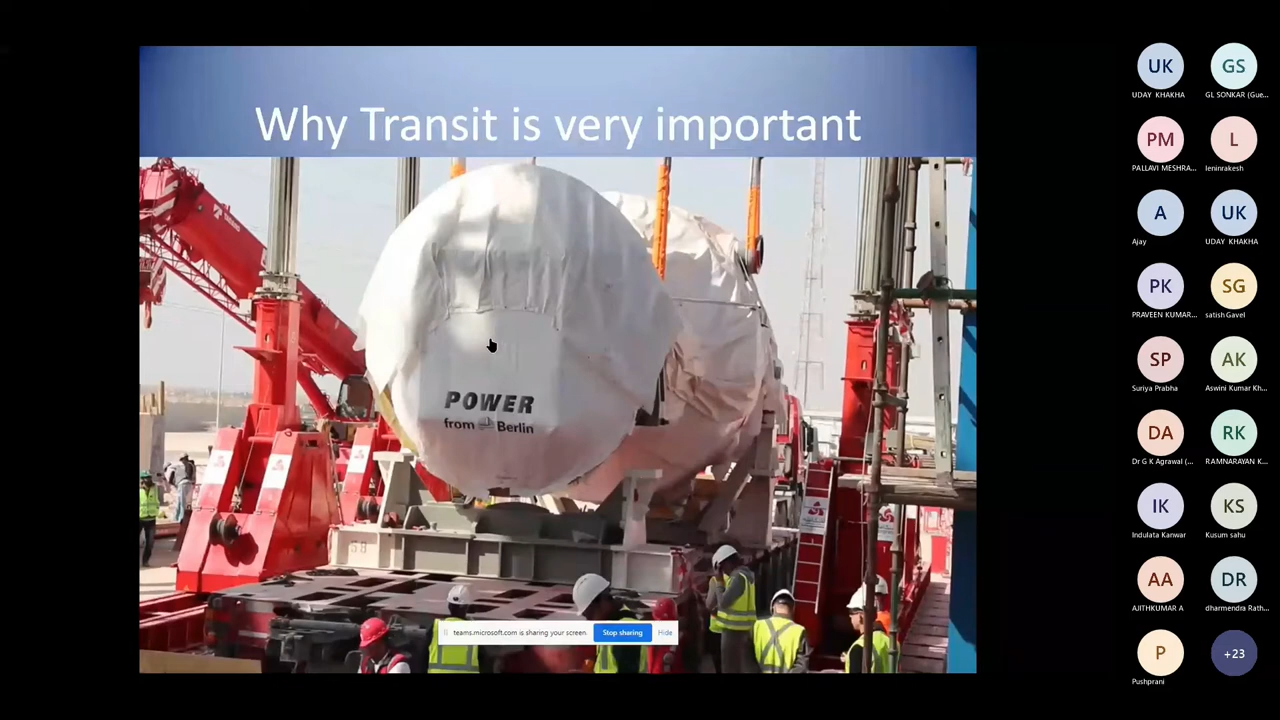 Why Transit is very important
POWER
from Berlin
58
teams.microsoft.com is sharing your screen.
Stop sharing
Hide
UK
UDAY KHAKHA
GS
GL SONKAR (Gue...
PM
PALLAVI MESHRA...
L
leninrakesh
A
Ajay
UK
UDAY KHAKHA
PK
PRAVEEN KUMAR...
SG
satish Gavel
SP
Suriya Prabha
AK
Aswini Kumar Kh...
DA
Dr G K Agrawal (...
RK
RAMNARAYAN K...
IK
Indulata Kanwar
KS
Kusum sahu
AA
AJITHKUMAR A
DR
dharmendra Rath...
P
Pushprani
+23